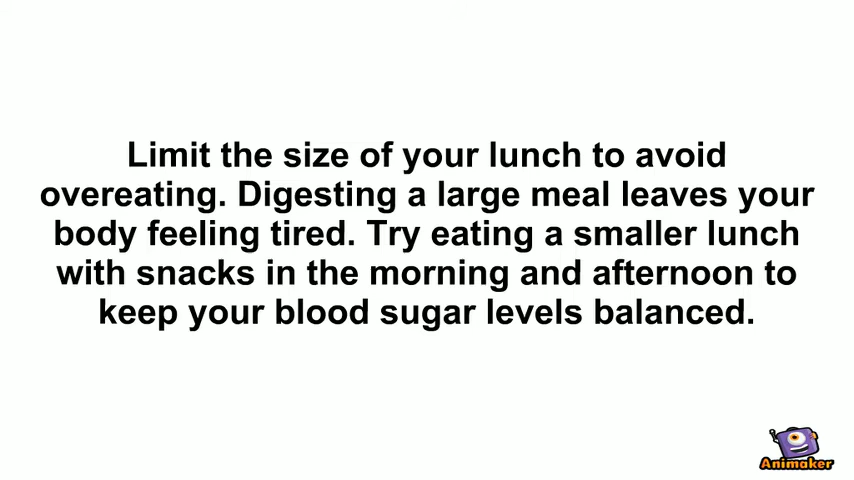 Limit the size of your lunch to avoid
overeating. Digesting a large meal leaves your
body feeling tired. Try eating a smaller lunch
with snacks in the morning and afternoon to
keep your blood sugar levels balanced.
Animaker